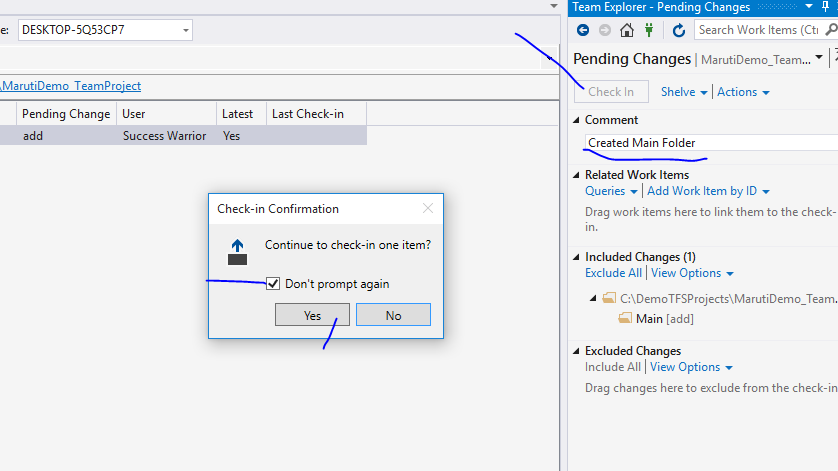 e: DESKTOP-5Q53CP7
\MarutiDemo_TeamProject
Pending Change User Latest Last Check-in
add Success Warrior Yes
Check-in Confirmation
Continue to check-in one item?
Don't prompt again
Yes No
Team Explorer - Pending Changes
Search Work Items (Ctr
Pending Changes | MarutiDemo_Team...
Check In Shelve | Actions
Comment
Created Main Folder
Related Work Items
Queries | Add Work Item by ID
Drag work items here to link them to the check-
in.
Included Changes (1)
Exclude All | View Options
C:\DemoTFSProjects\MarutiDemo_Team
Main [add]
Excluded Changes
Include All | View Options
Drag changes here to exclude from the check-in